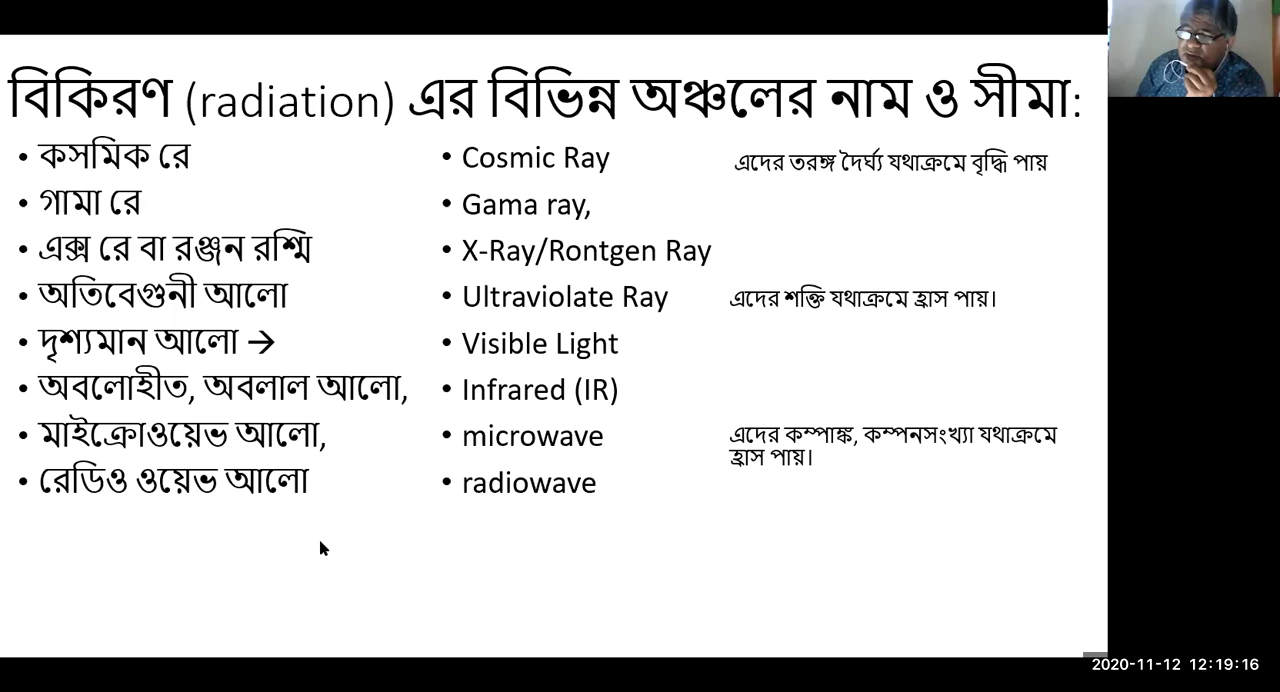 বিকিরণ (radiation) এর বিভিন্ন অঞ্চলের নাম ও সীমা:
• কসমিক রে
• গামা রে
• এক্স রে বা রঞ্জন রশ্মি
• অতিবেগুনী আলো
• দৃশ্যমান আলো →
• অবলোহীত, অবলাল আলো,
• মাইক্রোওয়েভ আলো,
• রেডিও ওয়েভ আলো
• Cosmic Ray
• Gama ray,
• X-Ray/Rontgen Ray
• Ultraviolate Ray
• Visible Light
• Infrared (IR)
• microwave
• radiowave
এদের তরঙ্গ দৈর্ঘ্য যথাক্রমে বৃদ্ধি পায়
এদের শক্তি যথাক্রমে হ্রাস পায়।
এদের কম্পাঙ্ক, কম্পনসংখ্যা যথাক্রমে
হ্রাস পায়।
2020-11-12 12:19:16